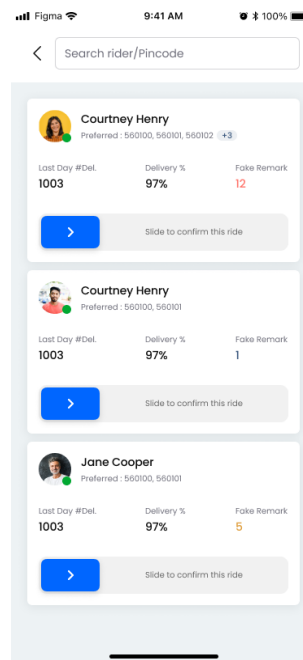 Figma 9:41 AM 100%
Search rider/Pincode
Courtney Henry
Preferred : 560100, 560101, 560102 +3
Last Day #Del. Delivery % Fake Remark
1003 97% 12
Slide to confirm this ride
Courtney Henry
Preferred : 560100, 560101
Last Day #Del. Delivery % Fake Remark
1003 97% 1
Slide to confirm this ride
Jane Cooper
Preferred : 560100, 560101
Last Day #Del. Delivery % Fake Remark
1003 97% 5
Slide to confirm this ride